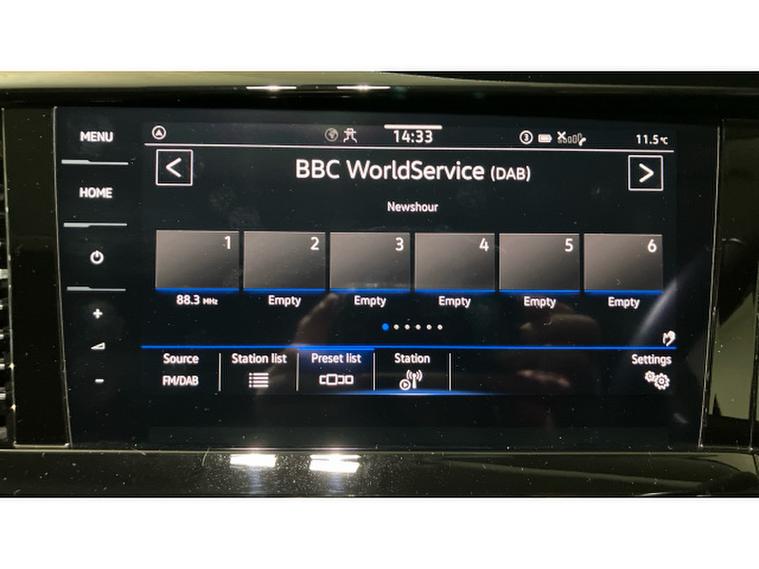 MENU
14:33
3
11.5°C
HOME
BBC WorldService (DAB)
Newshour
1 2 3 4 5 6
88.3 MHz Empty Empty Empty Empty Empty
+
-
Source Station list Preset list Station Settings
FM/DAB